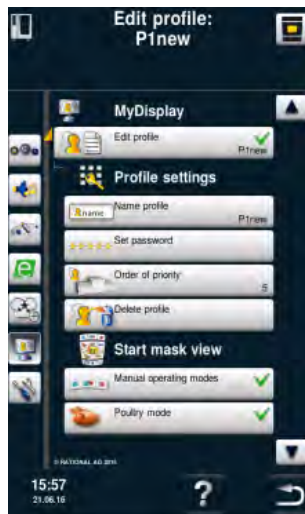 Edit profile:
P1new
MyDisplay
Edit profile
P1new
Profile settings
name
Name profile
P1new
Set password
Order of priority
5
Delete profile
Start mask view
Manual operating modes
Poultry mode
© RATIONAL AG 2015
15:57
21.06.16
?